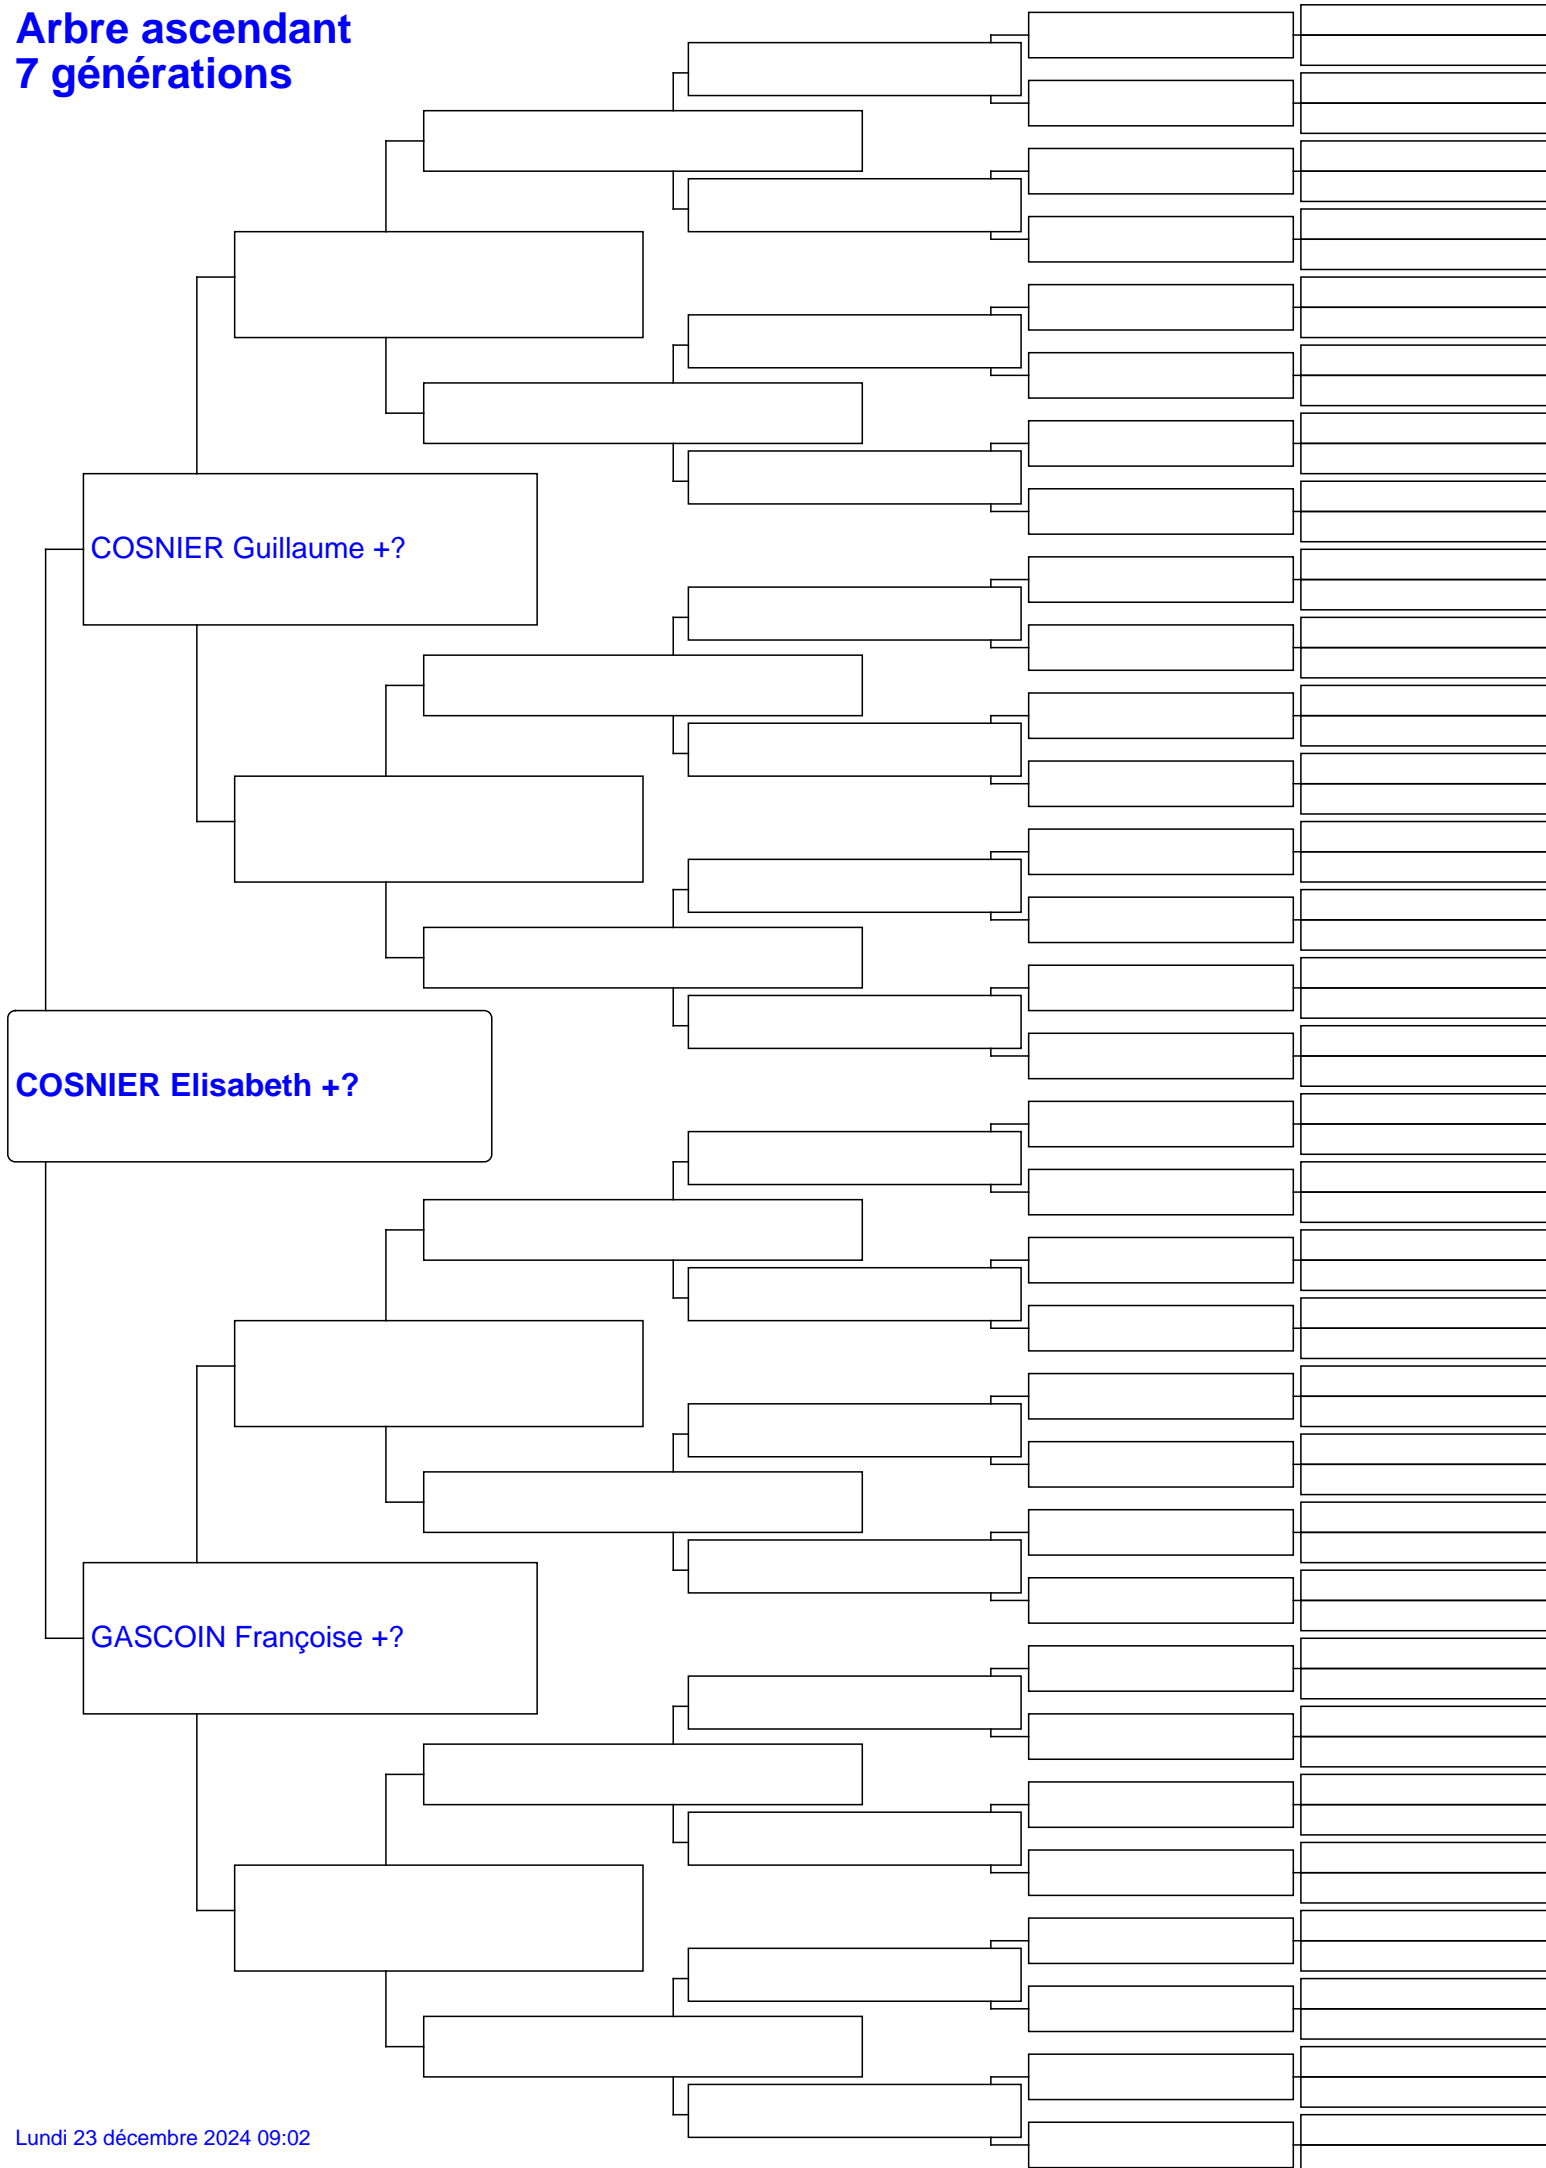 Arbre ascendant
7 générations
COSNIER Guillaume +?
COSNIER Elisabeth +?
GASCOIN Françoise +?
Lundi 23 décembre 2024 09:02